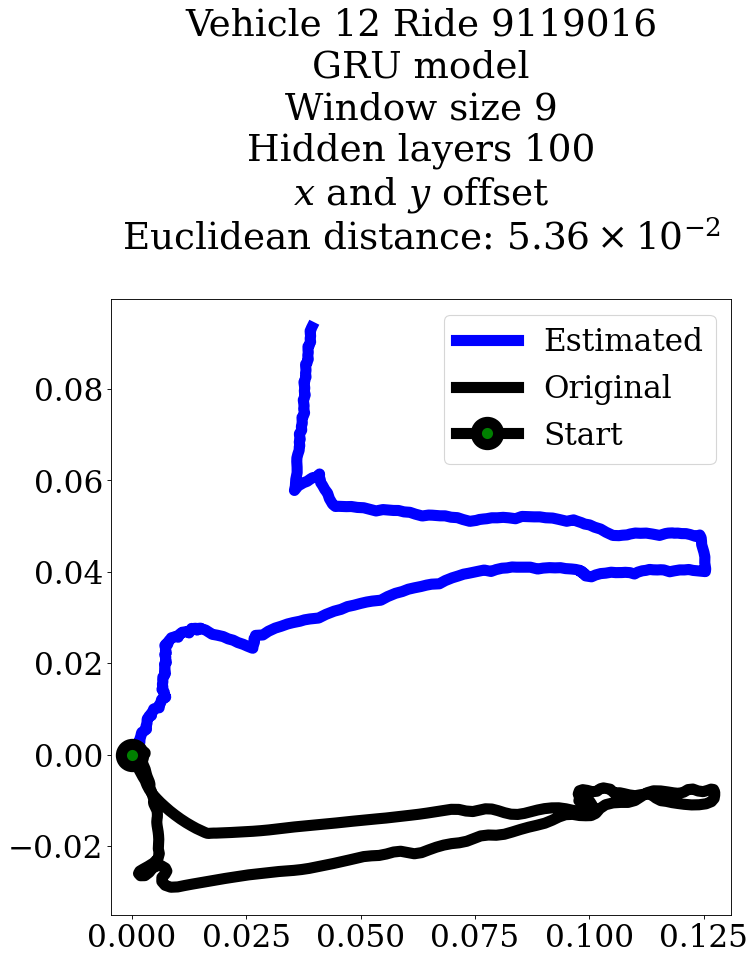 Vehicle 12 Ride 9119016
GRU model
Window size 9
Hidden layers 100
x and y offset
Euclidean distance: 5.36 × 10⁻²
Estimated
Original
Start
0.08
0.06
0.04
0.02
0.00
−0.02
0.000 0.025 0.050 0.075 0.100 0.125